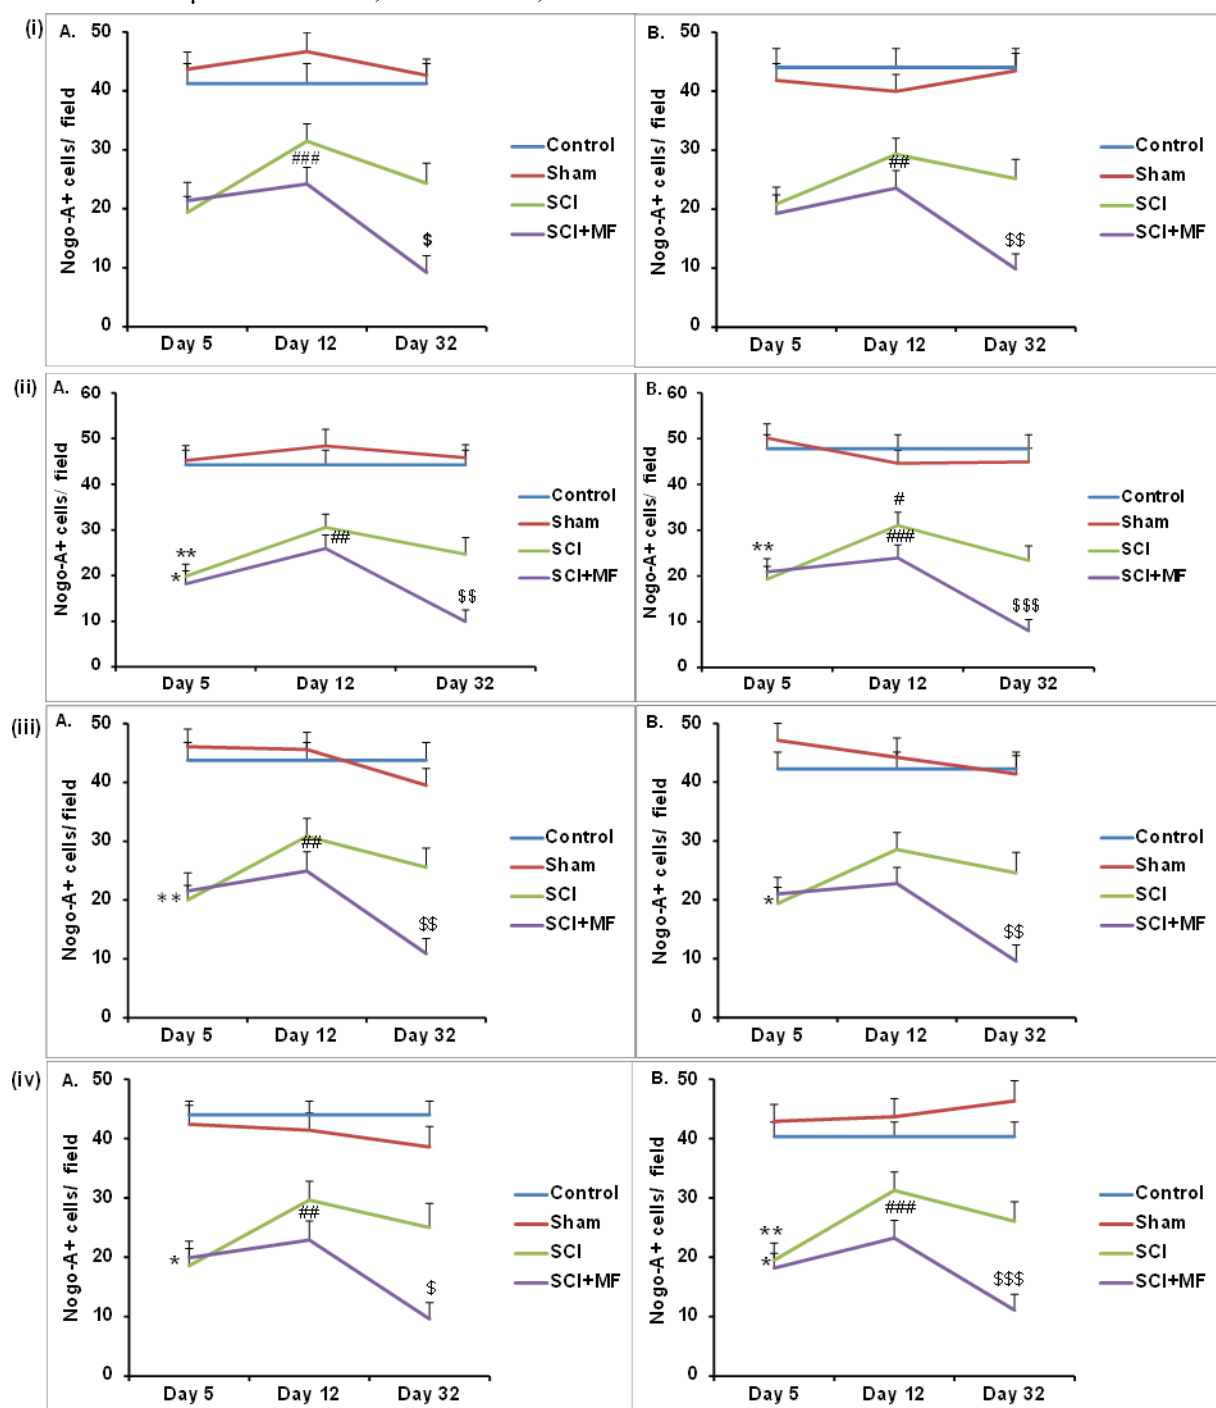 (i) A. B.
Nogo-A+ cells/ field
50
40
30
20
10
0
###
$
Control
Sham
SCI
SCI+MF
Day 5 Day 12 Day 32
Nogo-A+ cells/ field
50
40
30
20
10
0
##
$$
Control
Sham
SCI
SCI+MF
Day 5 Day 12 Day 32
(ii) A. B.
Nogo-A+ cells/ field
60
50
40
30
20
10
0
**
*
##
$$
Control
Sham
SCI
SCI+MF
Day 5 Day 12 Day 32
Nogo-A+ cells/ field
60
50
40
30
20
10
0
**
#
###
$$$
Control
Sham
SCI
SCI+MF
Day 5 Day 12 Day 32
(iii) A. B.
Nogo-A+ cells/ field
50
40
30
20
10
0
**
##
$$
Control
Sham
SCI
SCI+MF
Day 5 Day 12 Day 32
Nogo-A+ cells/ field
50
40
30
20
10
0
*
$$
Control
Sham
SCI
SCI+MF
Day 5 Day 12 Day 32
(iv) A. B.
Nogo-A+ cells/ field
50
40
30
20
10
0
*
##
$
Control
Sham
SCI
SCI+MF
Day 5 Day 12 Day 32
Nogo-A+ cells/ field
50
40
30
20
10
0
**
*
###
$$$
Control
Sham
SCI
SCI+MF
Day 5 Day 12 Day 32